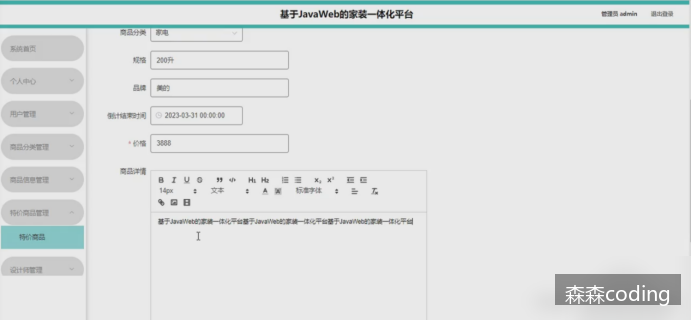 基于JavaWeb的家装一体化平台
管理员 admin
退出登录
系统首页
个人中心
用户管理
商品分类管理
商品信息管理
特价商品管理
特价商品
设计师管理
商品分类
家电
规格
200升
品牌
美的
倒计结束时间
2023-03-31 00:00:00
* 价格
3888
商品详情
B I U S ❞ </> H1 H2 X₂ X²
14px 文本 A 标准字体
基于JavaWeb的家装一体化平台基于JavaWeb的家装一体化平台基于JavaWeb的家装一体化平台
森森coding